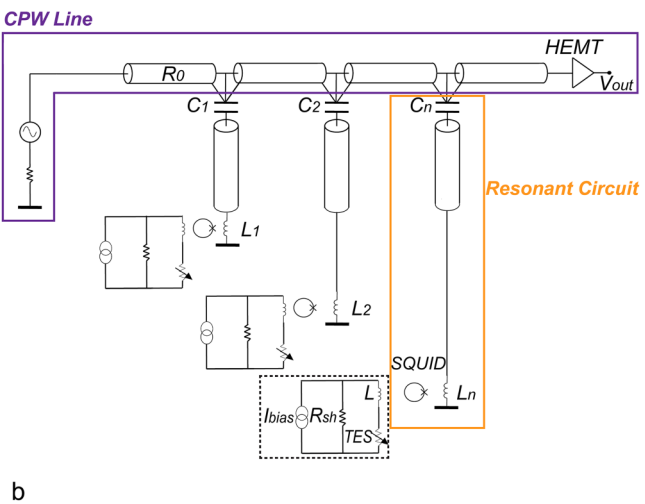 CPW Line
HEMT
R0
Vout
C1
C2
Cn
Resonant Circuit
L1
L2
SQUID
Ln
L
Ibias
Rsh
TES
b